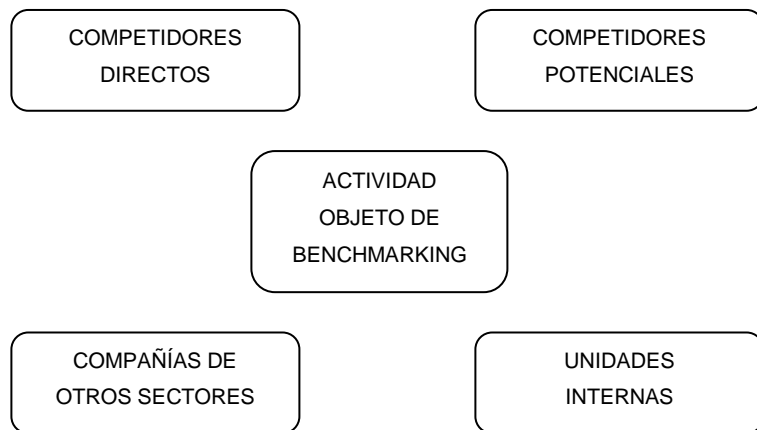 COMPETIDORES
DIRECTOS
COMPETIDORES
POTENCIALES
ACTIVIDAD
OBJETO DE
BENCHMARKING
COMPAÑÍAS DE
OTROS SECTORES
UNIDADES
INTERNAS